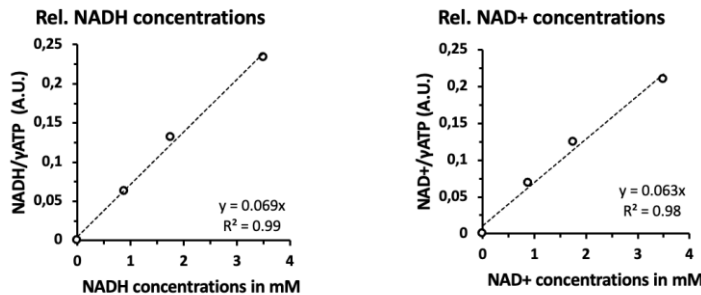 Rel. NADH concentrations
NADH/γATP (A.U.)
0,25
0,2
0,15
0,1
0,05
0
y = 0.069x
R² = 0.99
0 1 2 3 4
NADH concentrations in mM
Rel. NAD+ concentrations
NAD+/γATP (A.U.)
0,25
0,2
0,15
0,1
0,05
0
y = 0.063x
R² = 0.98
0 1 2 3 4
NAD+ concentrations in mM